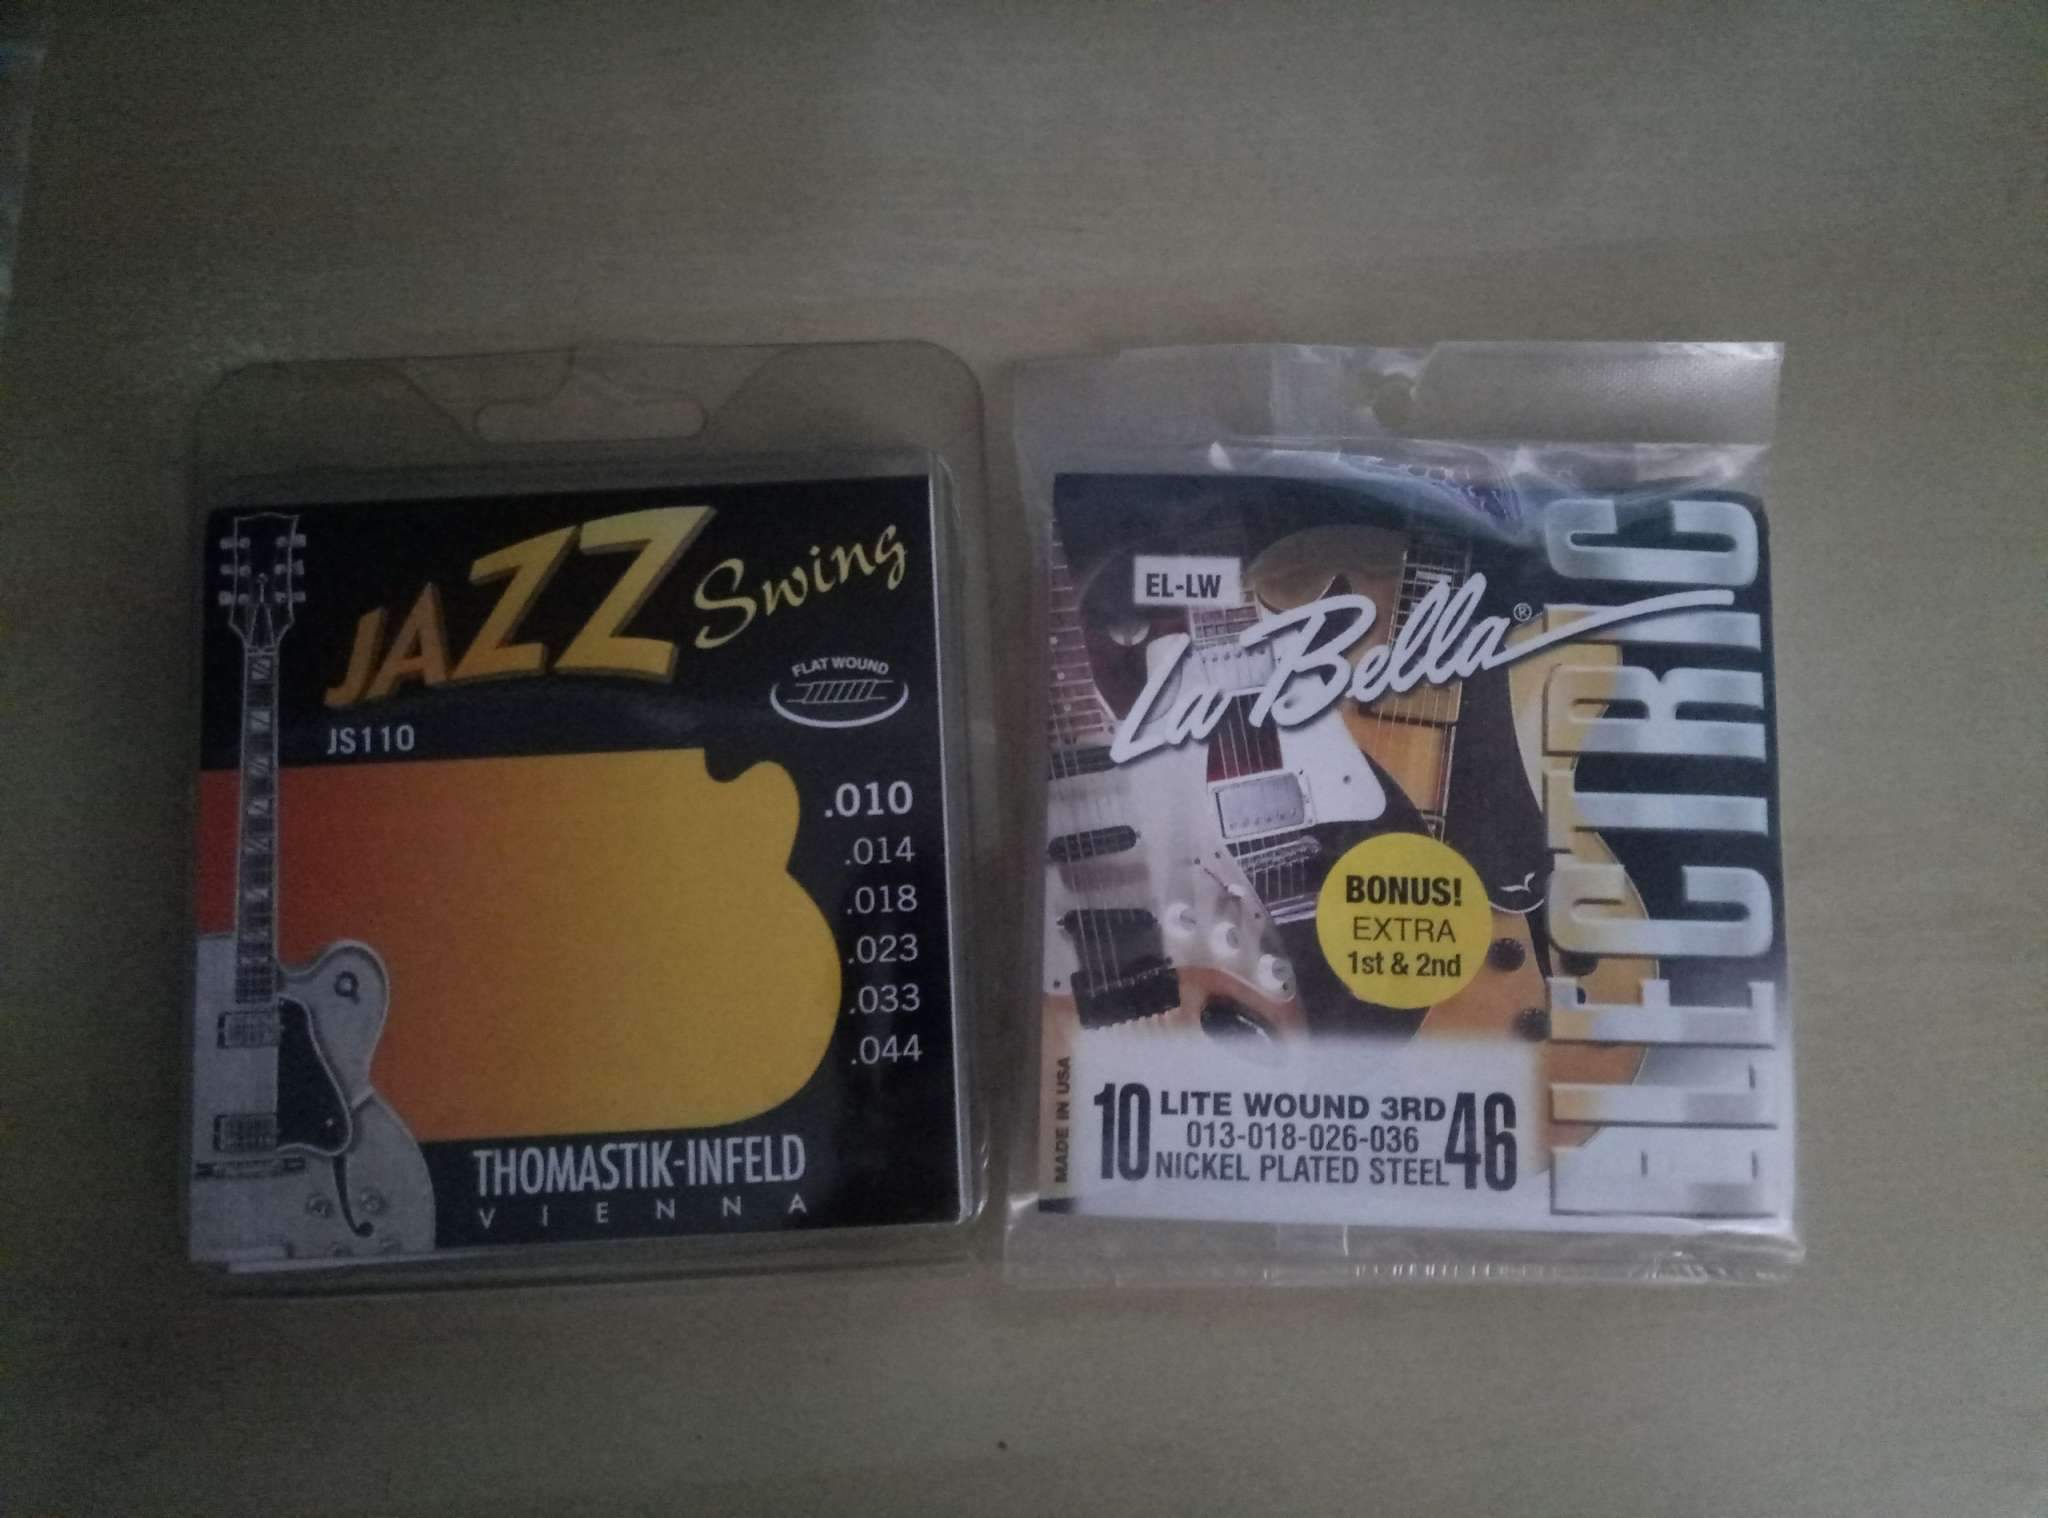 JAZZ Swing
FLAT WOUND
JS110
.010
.014
.018
.023
.033
.044
THOMASTIK-INFELD
VIENNA
EL-LW
La Bella®
ELECTRIC
BONUS!
EXTRA
1st & 2nd
MADE IN USA
10 LITE WOUND 3RD 46
013-018-026-036
NICKEL PLATED STEEL